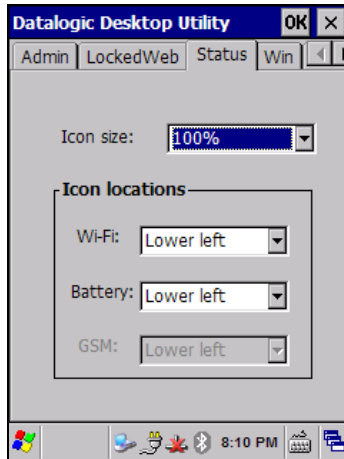 Datalogic Desktop Utility OK
Admin LockedWeb Status Win
Icon size: 100%
Icon locations
Wi-Fi: Lower left
Battery: Lower left
GSM: Lower left
8:10 PM